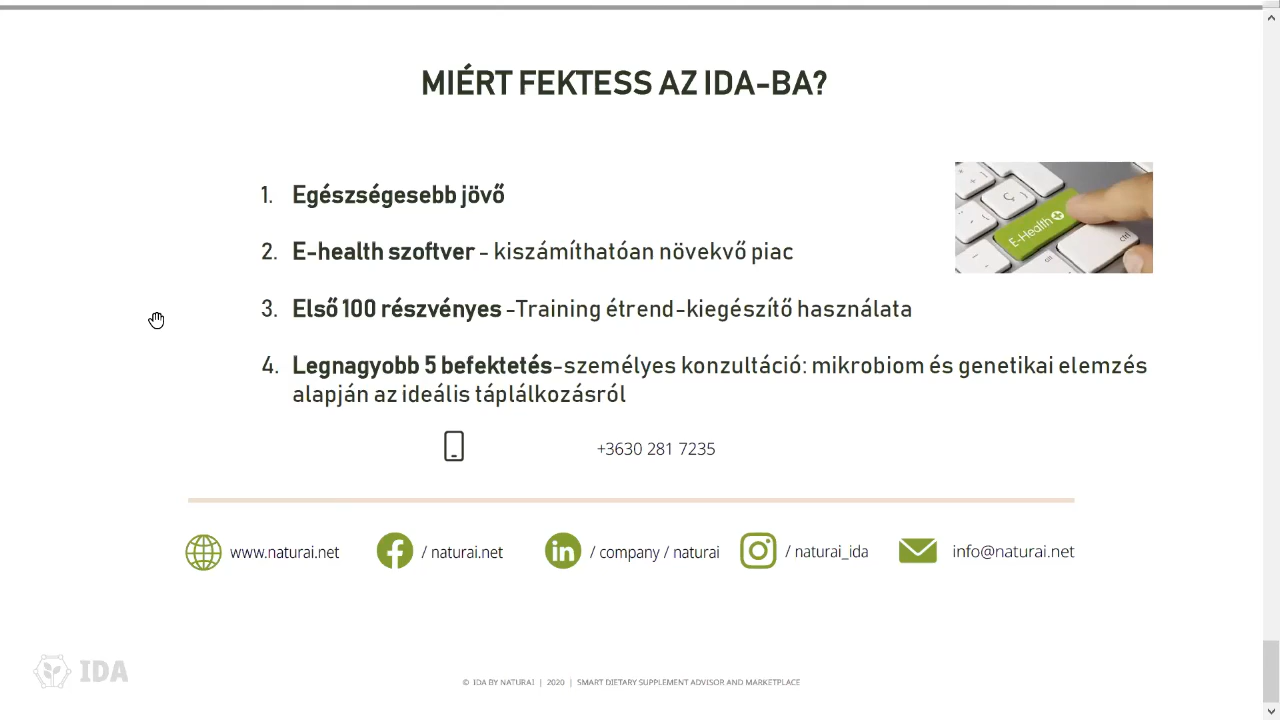 MIÉRT FEKTESS AZ IDA-BA?
1. Egészségesebb jövő
2. E-health szoftver - kiszámíthatóan növekvő piac
3. Első 100 részvényes -Training étrend-kiegészítő használata
4. Legnagyobb 5 befektetés-személyes konzultáció: mikrobiom és genetikai elemzés
alapján az ideális táplálkozásról
E-Health
ctrl
+3630 281 7235
www.naturai.net
/ naturai.net
/ company / naturai
/ naturai_ida
info@naturai.net
IDA
© IDA BY NATURAI | 2020 | SMART DIETARY SUPPLEMENT ADVISOR AND MARKETPLACE